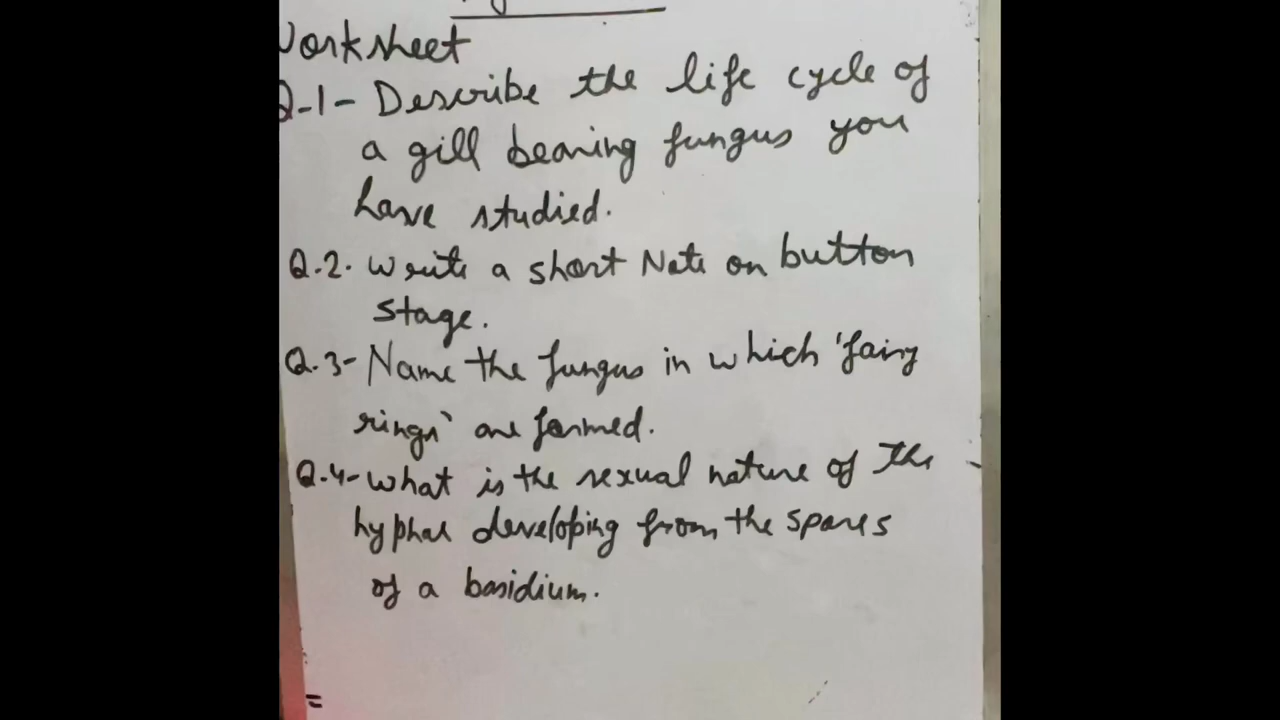 Worksheet
Q-1- Describe the life cycle of
a gill bearing fungus you
have studied.
Q.2. Write a short Note on button
stage.
Q.3- Name the fungus in which 'fairy
rings' are formed.
Q.4- What is the sexual nature of the
hyphae developing from the spores
of a basidium.